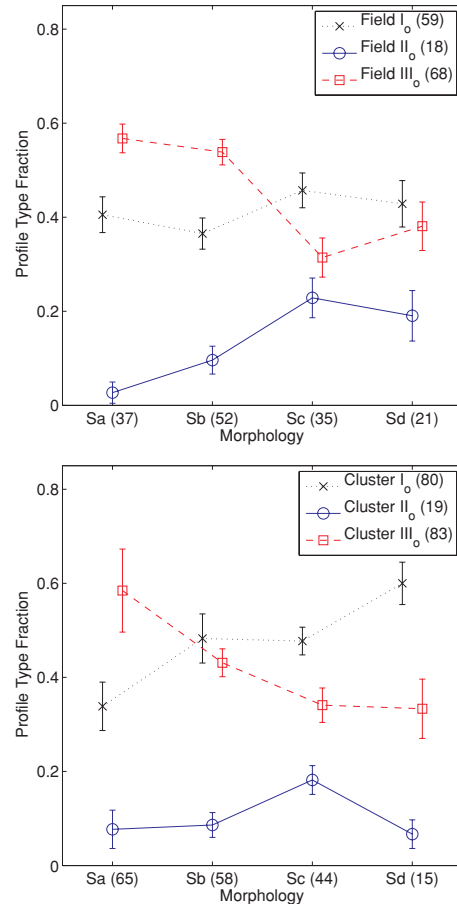 0.8
0.6
0.4
0.2
0
Profile Type Fraction
Field I_o (59)
Field II_o (18)
Field III_o (68)
Sa (37) Sb (52) Sc (35) Sd (21)
Morphology
0.8
0.6
0.4
0.2
0
Profile Type Fraction
Cluster I_o (80)
Cluster II_o (19)
Cluster III_o (83)
Sa (65) Sb (58) Sc (44) Sd (15)
Morphology